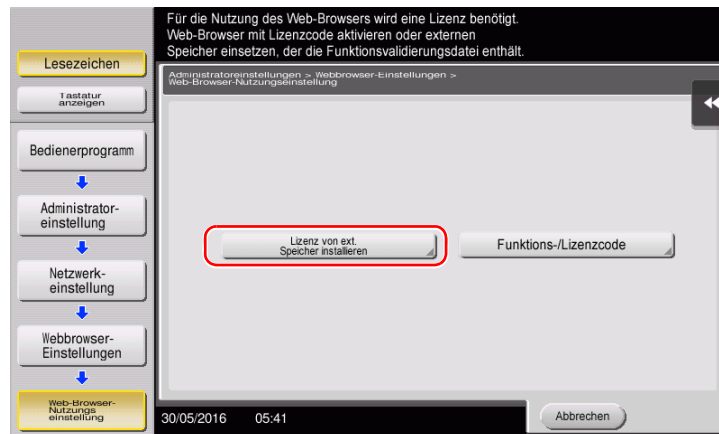 Für die Nutzung des Web-Browsers wird eine Lizenz benötigt.
Web-Browser mit Lizenzcode aktivieren oder externen
Speicher einsetzen, der die Funktionsvalidierungsdatei enthält.
Lesezeichen
Administratoreinstellungen > Webbrowser-Einstellungen >
Web-Browser-Nutzungseinstellung
Tastatur
anzeigen
Bedienerprogramm
Administrator-
einstellung
Lizenz von ext.
Speicher installieren
Funktions-/Lizenzcode
Netzwerk-
einstellung
Webbrowser-
Einstellungen
Web-Browser-
Nutzungs
einstellung
30/05/2016 05:41
Abbrechen